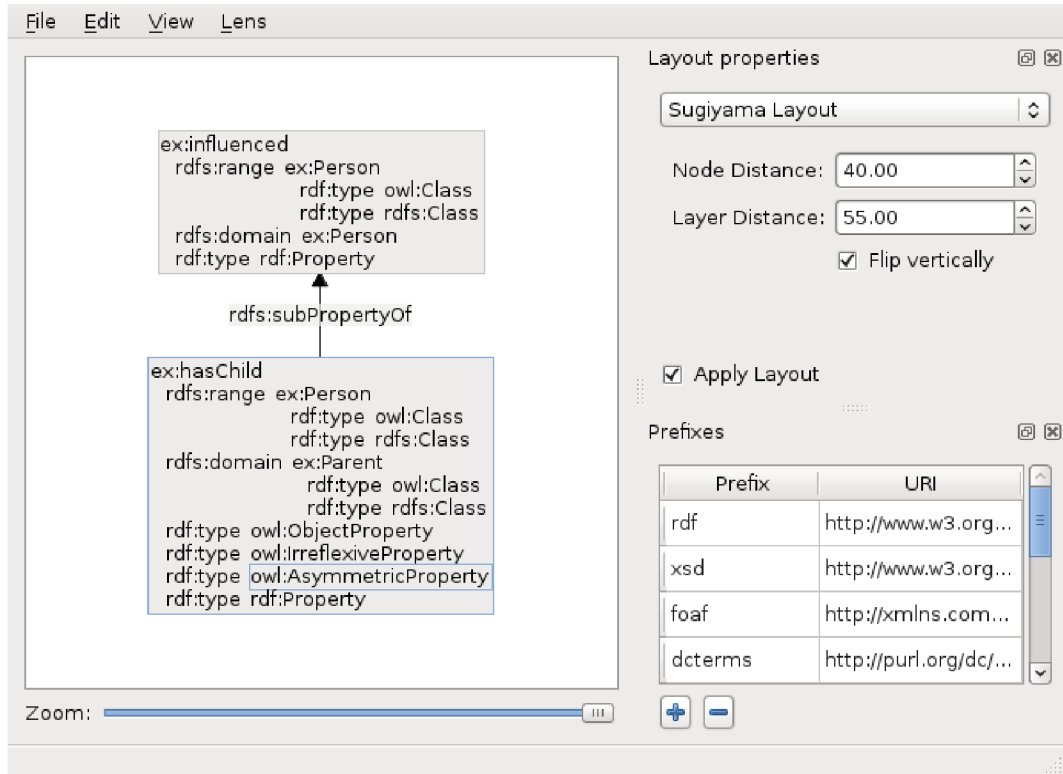 File Edit View Lens
ex:influenced
rdfs:range ex:Person
rdf:type owl:Class
rdf:type rdfs:Class
rdfs:domain ex:Person
rdf:type rdf:Property
rdfs:subPropertyOf
ex:hasChild
rdfs:range ex:Person
rdf:type owl:Class
rdf:type rdfs:Class
rdfs:domain ex:Parent
rdf:type owl:Class
rdf:type rdfs:Class
rdf:type owl:ObjectProperty
rdf:type owl:IrreflexiveProperty
rdf:type owl:AsymmetricProperty
rdf:type rdf:Property
Zoom:
Layout properties
Sugiyama Layout
Node Distance: 40.00
Layer Distance: 55.00
Flip vertically
Apply Layout
Prefixes
Prefix URI
rdf http://www.w3.org...
xsd http://www.w3.org...
foaf http://xmlns.com...
dcterms http://purl.org/dc/...